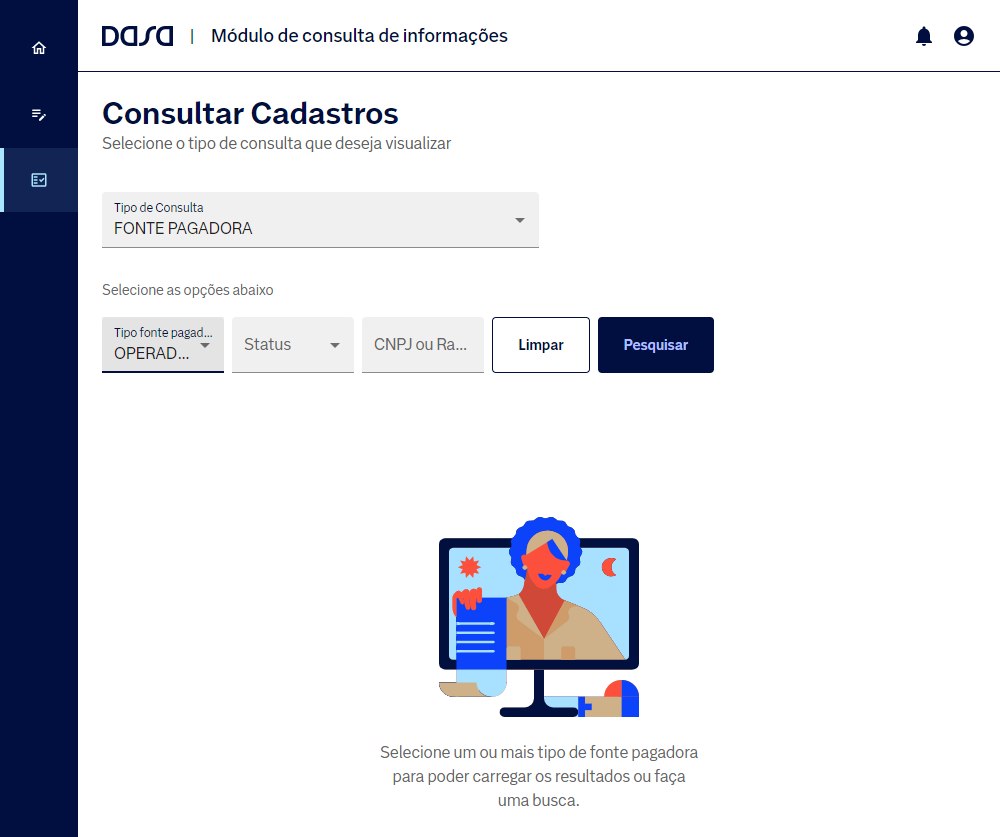 DASA | Módulo de consulta de informações
Consultar Cadastros
Selecione o tipo de consulta que deseja visualizar
Tipo de Consulta
FONTE PAGADORA
Selecione as opções abaixo
Tipo fonte pagad...
OPERAD...
Status
CNPJ ou Ra...
Limpar
Pesquisar
Selecione um ou mais tipo de fonte pagadora
para poder carregar os resultados ou faça
uma busca.